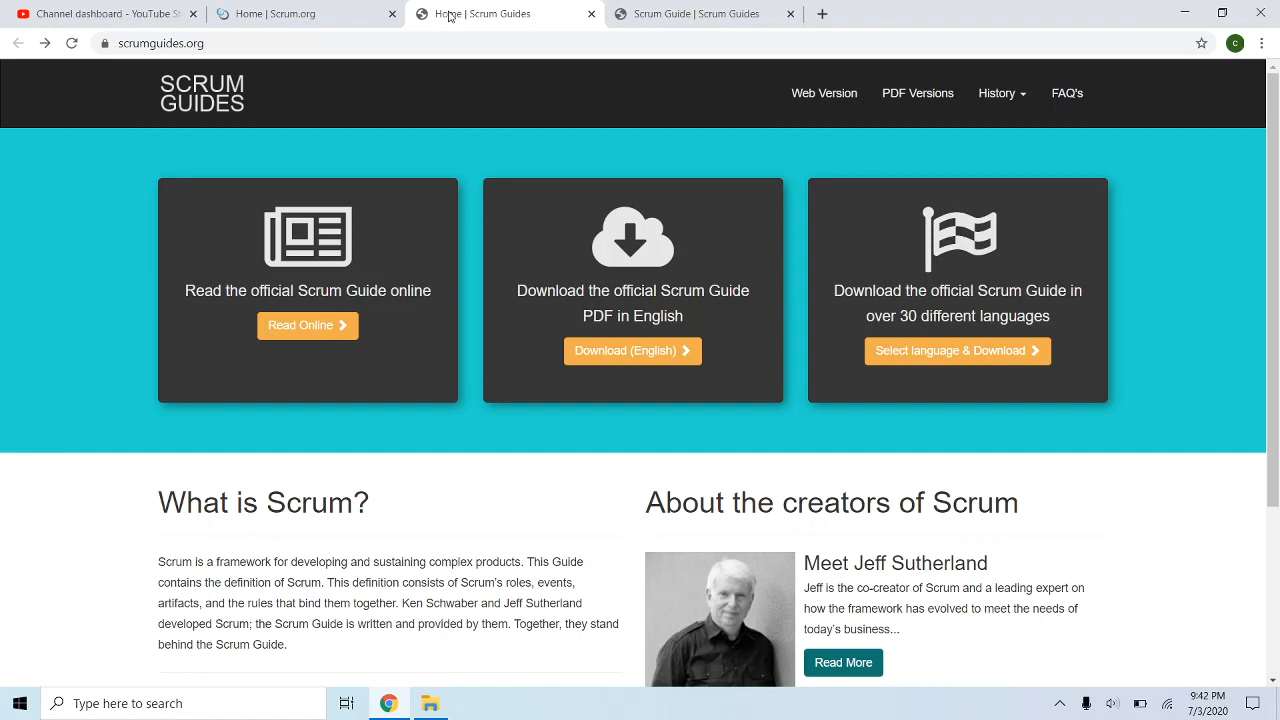 Channel dashboard - YouTube St
Home | Scrum.org
Home | Scrum Guides
Scrum Guide | Scrum Guides
scrumguides.org
C
SCRUM
GUIDES
Web Version
PDF Versions
History
FAQ's
Read the official Scrum Guide online
Read Online
Download the official Scrum Guide
PDF in English
Download (English)
Download the official Scrum Guide in
over 30 different languages
Select language & Download
What is Scrum?
Scrum is a framework for developing and sustaining complex products. This Guide
contains the definition of Scrum. This definition consists of Scrum's roles, events,
artifacts, and the rules that bind them together. Ken Schwaber and Jeff Sutherland
developed Scrum; the Scrum Guide is written and provided by them. Together, they stand
behind the Scrum Guide.
About the creators of Scrum
Meet Jeff Sutherland
Jeff is the co-creator of Scrum and a leading expert on
how the framework has evolved to meet the needs of
today's business...
Read More
Type here to search
9:42 PM
7/3/2020